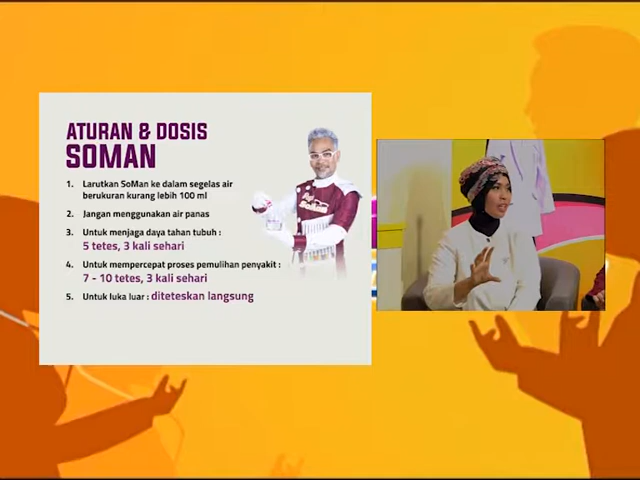 ATURAN & DOSIS
SOMAN
1. Larutkan SoMan ke dalam segelas air
berukuran kurang lebih 100 ml
2. Jangan menggunakan air panas
3. Untuk menjaga daya tahan tubuh :
5 tetes, 3 kali sehari
4. Untuk mempercepat proses pemulihan penyakit :
7 - 10 tetes, 3 kali sehari
5. Untuk luka luar : diteteskan langsung